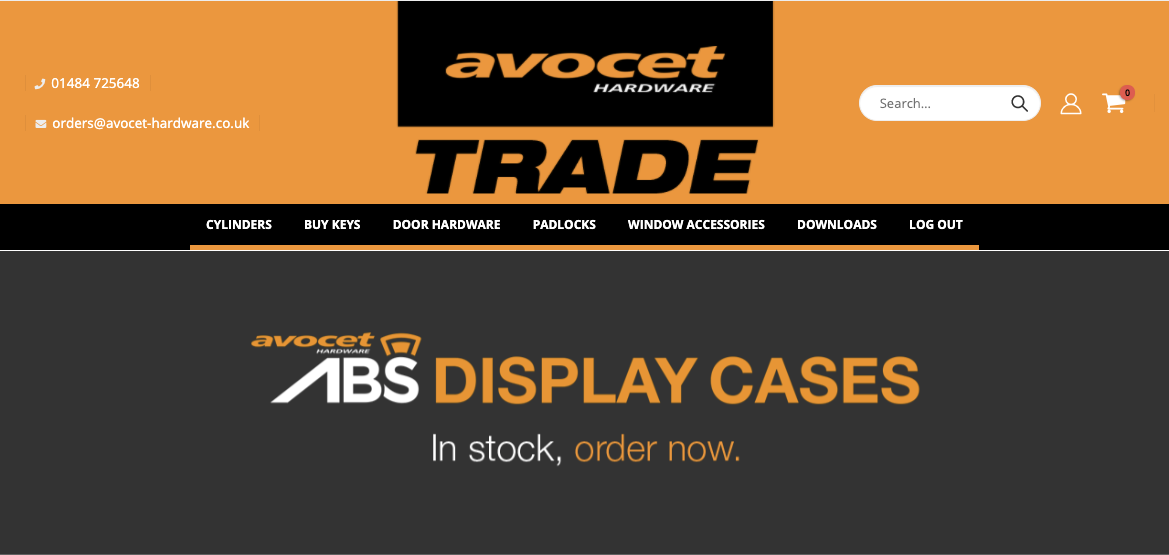 avocet
HARDWARE
TRADE
01484 725648
orders@avocet-hardware.co.uk
Search...
0
CYLINDERS BUY KEYS DOOR HARDWARE PADLOCKS WINDOW ACCESSORIES DOWNLOADS LOG OUT
avocet
HARDWARE
ABS DISPLAY CASES
In stock, order now.